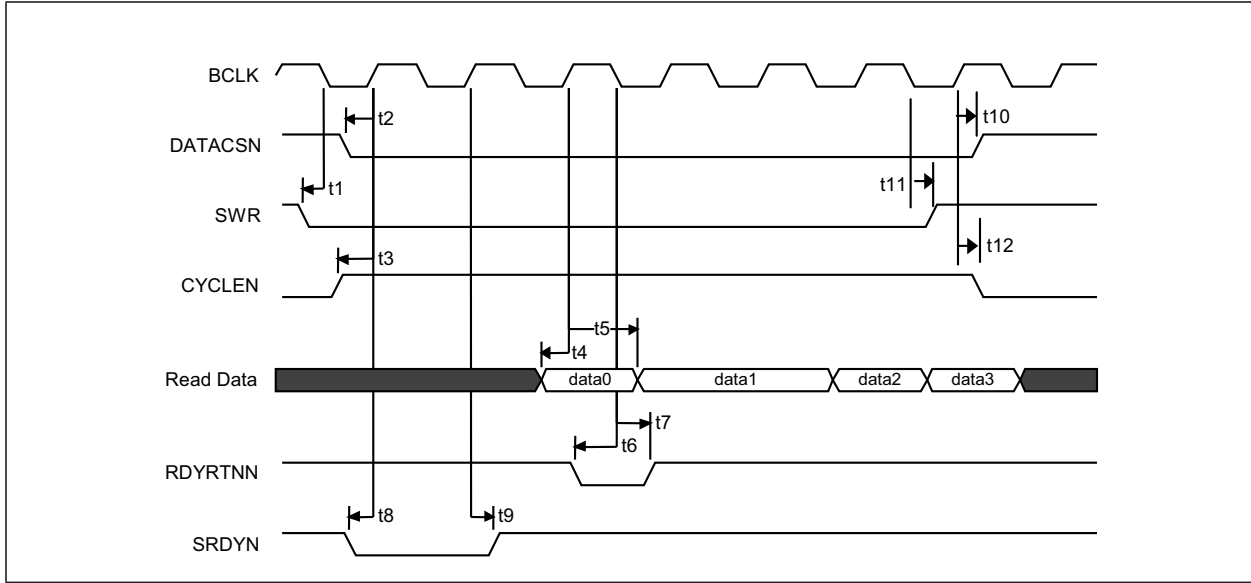 BCLK
t2
t10
DATACSN
t1
t11
SWR
t3
t12
CYCLEN
t5
t4
Read Data
data0
data1
data2
data3
t7
t6
RDYRTNN
t8
t9
SRDYN